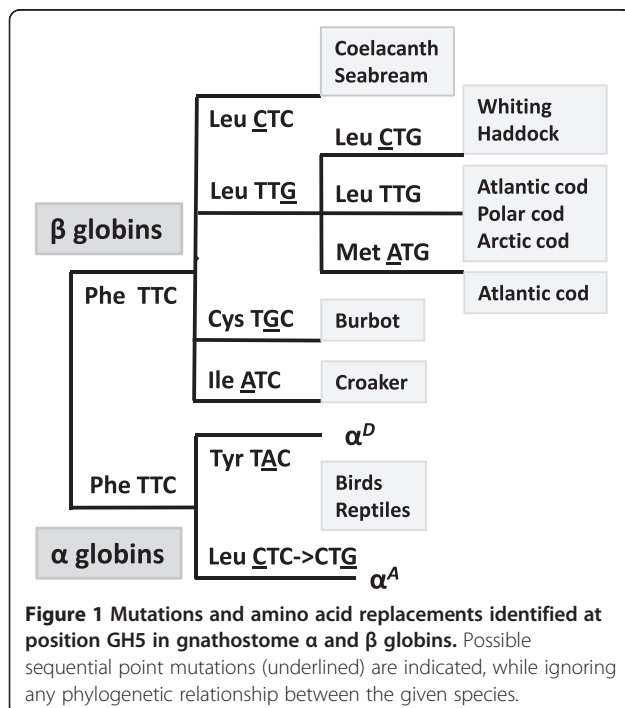 Coelacanth
Seabream
Leu CTC
Whiting
Haddock
Leu CTG
Leu TTG
Leu TTG
Atlantic cod
Polar cod
Arctic cod
β globins
Met ATG
Atlantic cod
Phe TTC
Cys TGC
Burbot
Ile ATC
Croaker
αD
Tyr TAC
Phe TTC
Birds
Reptiles
α globins
Leu CTC->CTG
αA
Figure 1 Mutations and amino acid replacements identified at
position GH5 in gnathostome α and β globins. Possible
sequential point mutations (underlined) are indicated, while ignoring
any phylogenetic relationship between the given species.